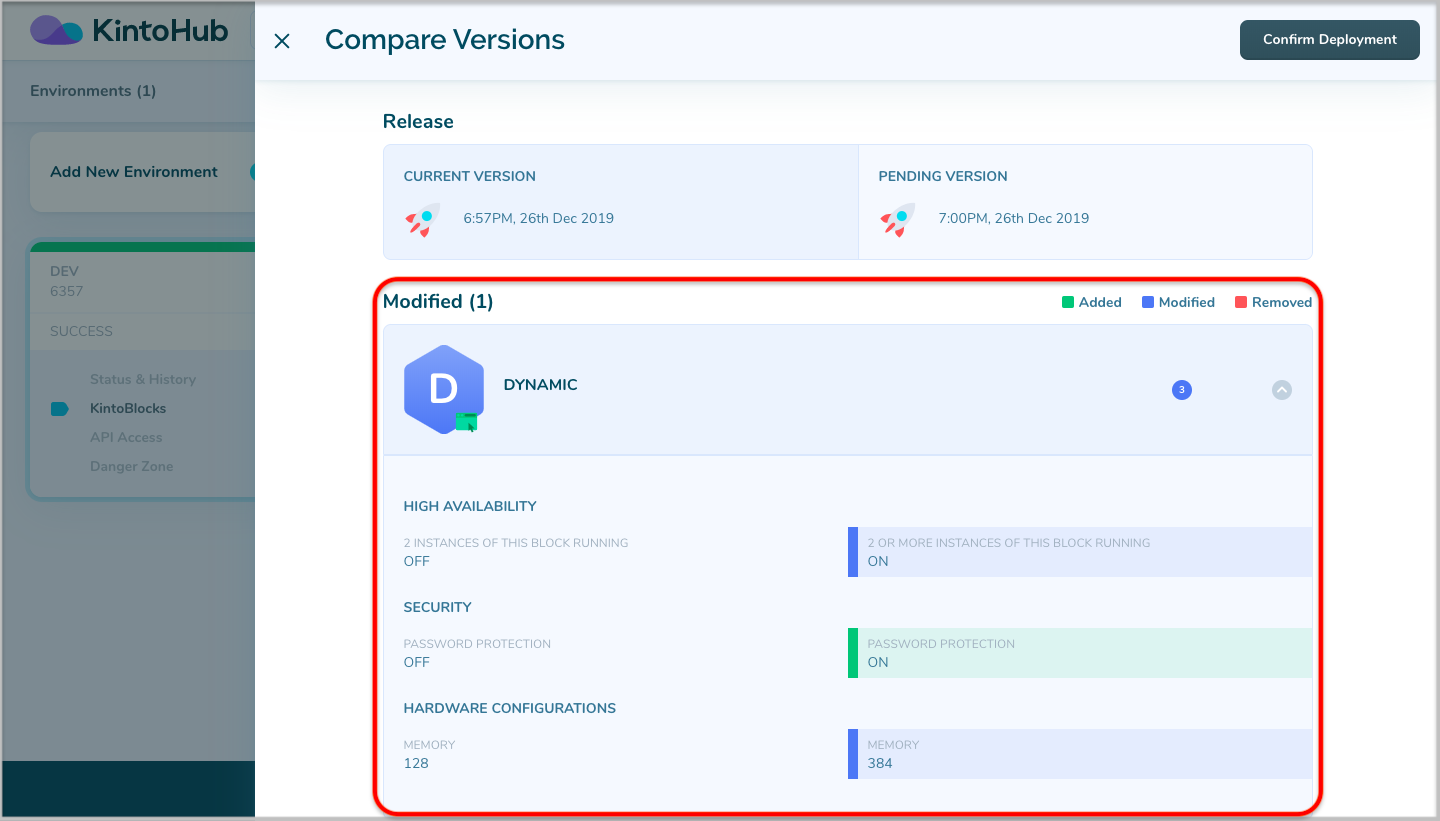 KintoHub
Environments (1)
Add New Environment
DEV
6357
SUCCESS
Status & History
KintoBlocks
API Access
Danger Zone
Compare Versions
Confirm Deployment
Release
CURRENT VERSION
6:57PM, 26th Dec 2019
PENDING VERSION
7:00PM, 26th Dec 2019
Modified (1)
Added Modified Removed
D DYNAMIC 3
HIGH AVAILABILITY
2 INSTANCES OF THIS BLOCK RUNNING
OFF
2 OR MORE INSTANCES OF THIS BLOCK RUNNING
ON
SECURITY
PASSWORD PROTECTION
OFF
PASSWORD PROTECTION
ON
HARDWARE CONFIGURATIONS
MEMORY
128
MEMORY
384